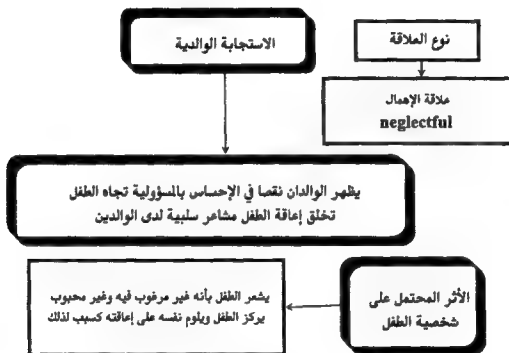 نوع العلاقة
الاستجابة الوالدية
علاقة الإهمال
neglectful
يظهر الوالدان نقصا في الإحساس بالمسؤولية تجاه الطفل
تخلق إعاقة الطفل مشاعر سلبية لدى الوالدين
الأثر المحتمل على
شخصية الطفل
يشعر الطفل بأنه غير مرغوب فيه وغير محبوب
يركز الطفل ويلوم نفسه على إعاقته كسبب لذلك